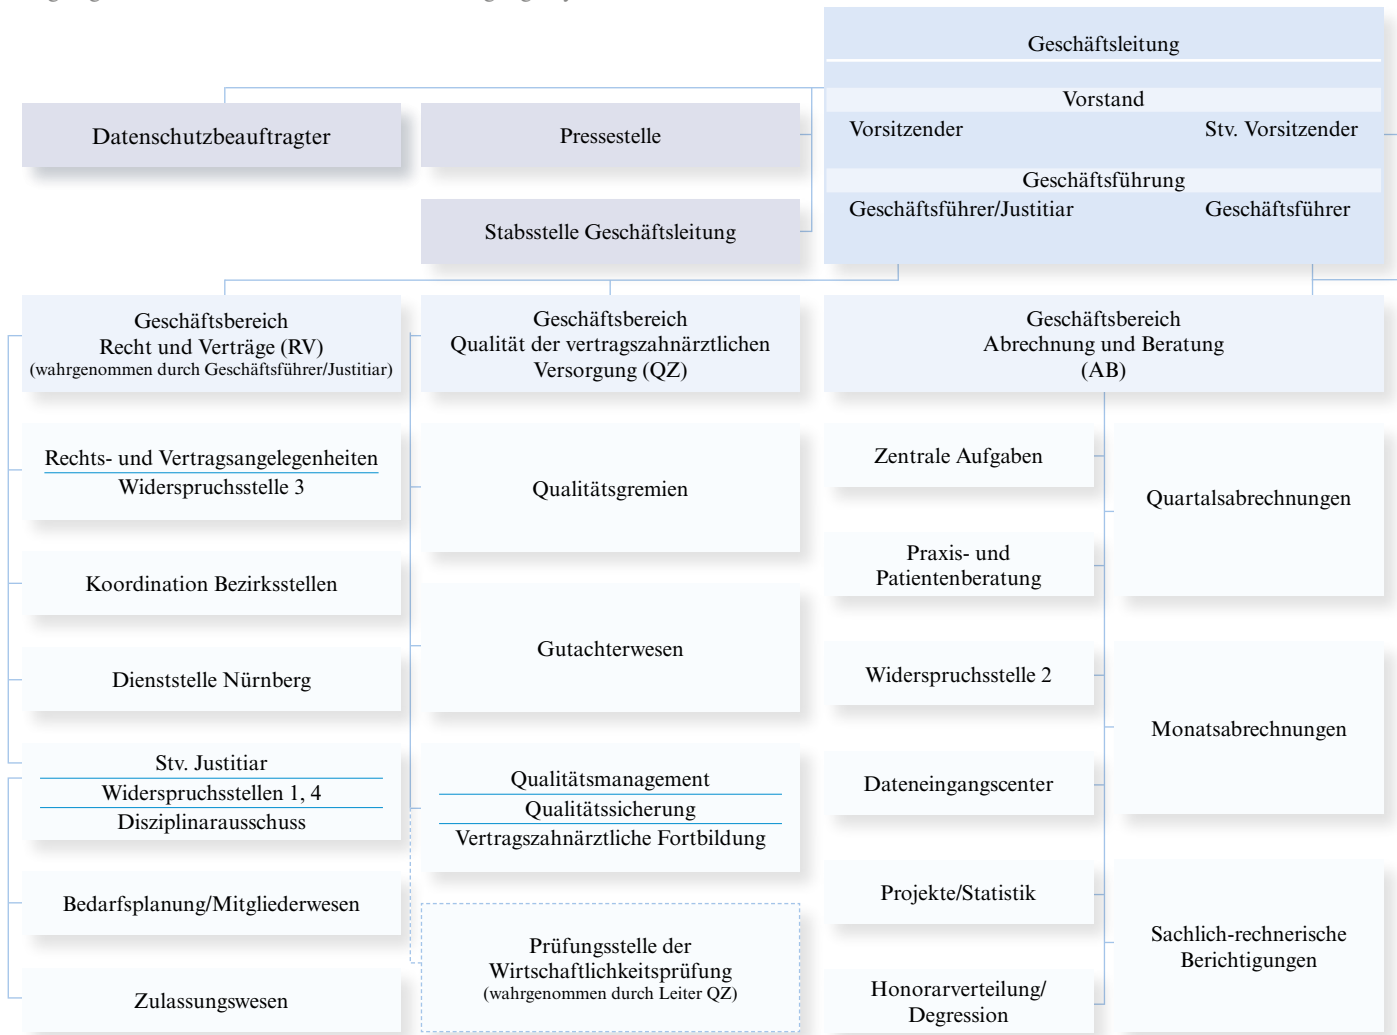 Geschäftsleitung
Vorstand
Vorsitzender
Stv. Vorsitzender
Geschäftsführung
Geschäftsführer/Justitiar
Geschäftsführer
Datenschutzbeauftragter
Pressestelle
Stabsstelle Geschäftsleitung
Geschäftsbereich
Recht und Verträge (RV)
(wahrgenommen durch Geschäftsführer/Justitiar)
Rechts- und Vertragsangelegenheiten
Widerspruchsstelle 3
Koordination Bezirksstellen
Dienststelle Nürnberg
Stv. Justitiar
Widerspruchsstellen 1, 4
Disziplinarausschuss
Bedarfsplanung/Mitgliederwesen
Zulassungswesen
Geschäftsbereich
Qualität der vertragszahnärztlichen
Versorgung (QZ)
Qualitätsgremien
Gutachterwesen
Qualitätsmanagement
Qualitätssicherung
Vertragszahnärztliche Fortbildung
Prüfungsstelle der
Wirtschaftlichkeitsprüfung
(wahrgenommen durch Leiter QZ)
Geschäftsbereich
Abrechnung und Beratung
(AB)
Zentrale Aufgaben
Praxis- und
Patientenberatung
Widerspruchsstelle 2
Dateneingangscenter
Projekte/Statistik
Honorarverteilung/
Degression
Quartalsabrechnungen
Monatsabrechnungen
Sachlich-rechnerische
Berichtigungen